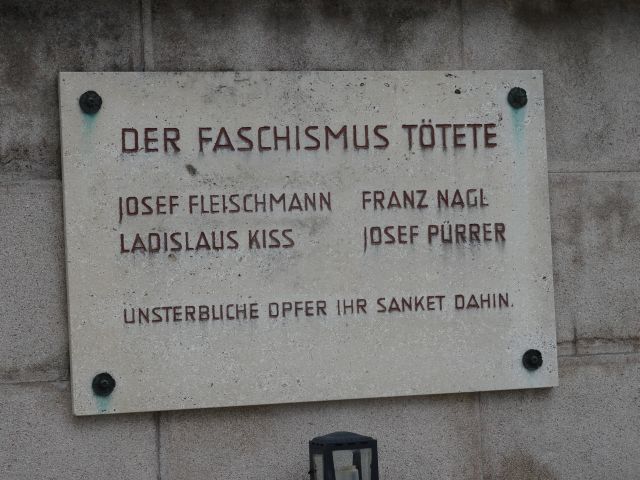 DER FASCHISMUS TÖTETE
JOSEF FLEISCHMANN FRANZ NAGL
LADISLAUS KISS JOSEF PÜRRER
UNSTERBLICHE OPFER IHR SANKET DAHIN.